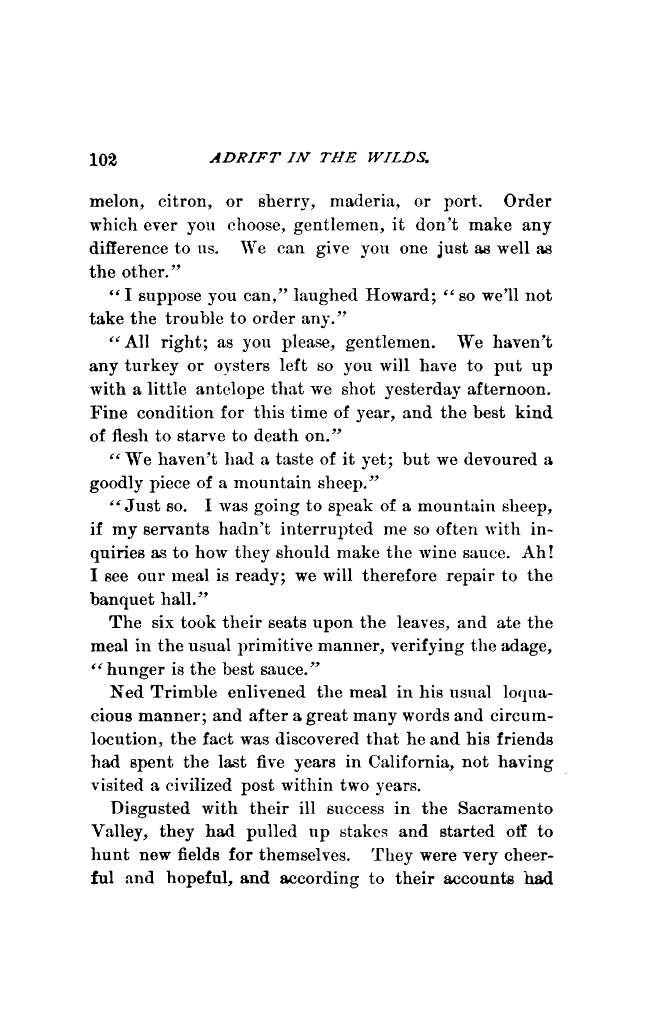 102 ADRIFT IN THE WILDS.
melon, citron, or sherry, maderia, or port. Order
which ever you choose, gentlemen, it don't make any
difference to us. We can give you one just as well as
the other.”
“I suppose you can,” laughed Howard; “so we'll not
take the trouble to order any.”
“All right; as you please, gentlemen. We haven't
any turkey or oysters left so you will have to put up
with a little antelope that we shot yesterday afternoon.
Fine condition for this time of year, and the best kind
of flesh to starve to death on.”
“We haven't had a taste of it yet; but we devoured a
goodly piece of a mountain sheep.”
“Just so. I was going to speak of a mountain sheep,
if my servants hadn't interrupted me so often with in-
quiries as to how they should make the wine sauce. Ah!
I see our meal is ready; we will therefore repair to the
banquet hall.”
The six took their seats upon the leaves, and ate the
meal in the usual primitive manner, verifying the adage,
“hunger is the best sauce.”
Ned Trimble enlivened the meal in his usual loqua-
cious manner; and after a great many words and circum-
locution, the fact was discovered that he and his friends
had spent the last five years in California, not having
visited a civilized post within two years.
Disgusted with their ill success in the Sacramento
Valley, they had pulled up stakes and started off to
hunt new fields for themselves. They were very cheer-
ful and hopeful, and according to their accounts had